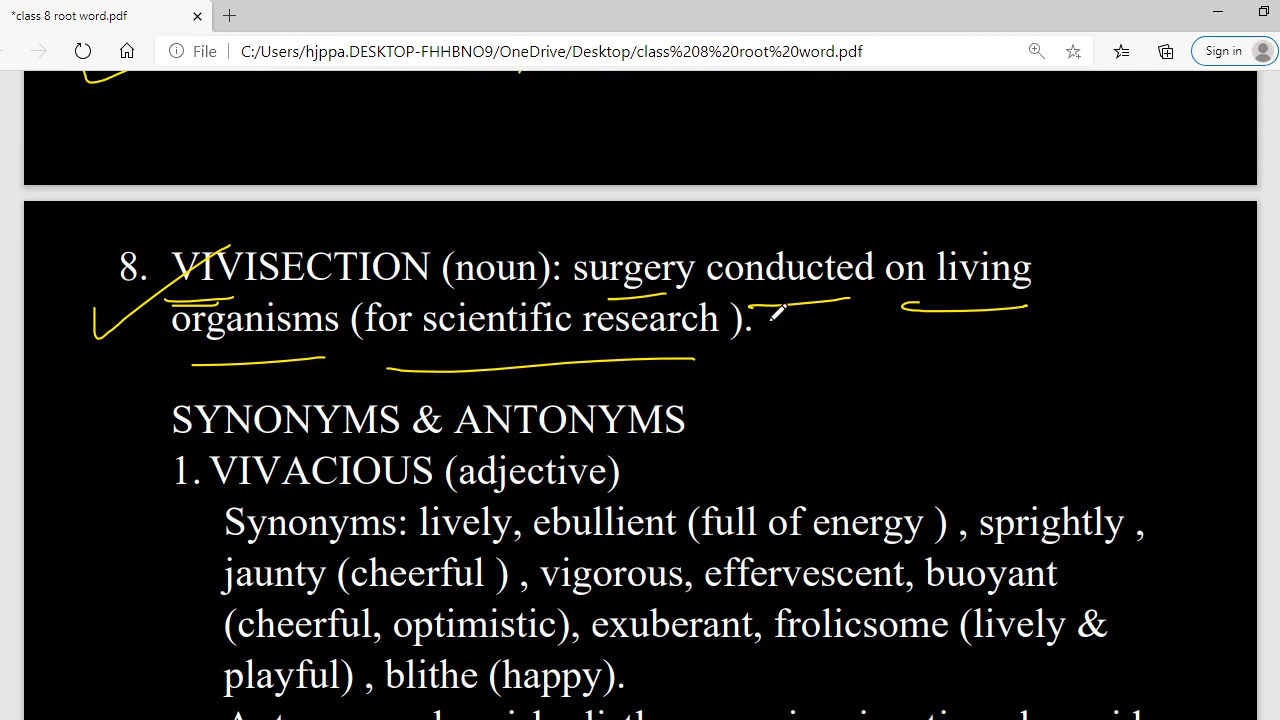 *class 8 root word.pdf
File
C:/Users/hjppa.DESKTOP-FHHBNO9/OneDrive/Desktop/class%208%20root%20word.pdf
Sign in
8. VIVISECTION (noun): surgery conducted on living
organisms (for scientific research ).
SYNONYMS & ANTONYMS
1. VIVACIOUS (adjective)
Synonyms: lively, ebullient (full of energy ) , sprightly ,
jaunty (cheerful ) , vigorous, effervescent, buoyant
(cheerful, optimistic), exuberant, frolicsome (lively &
playful) , blithe (happy).